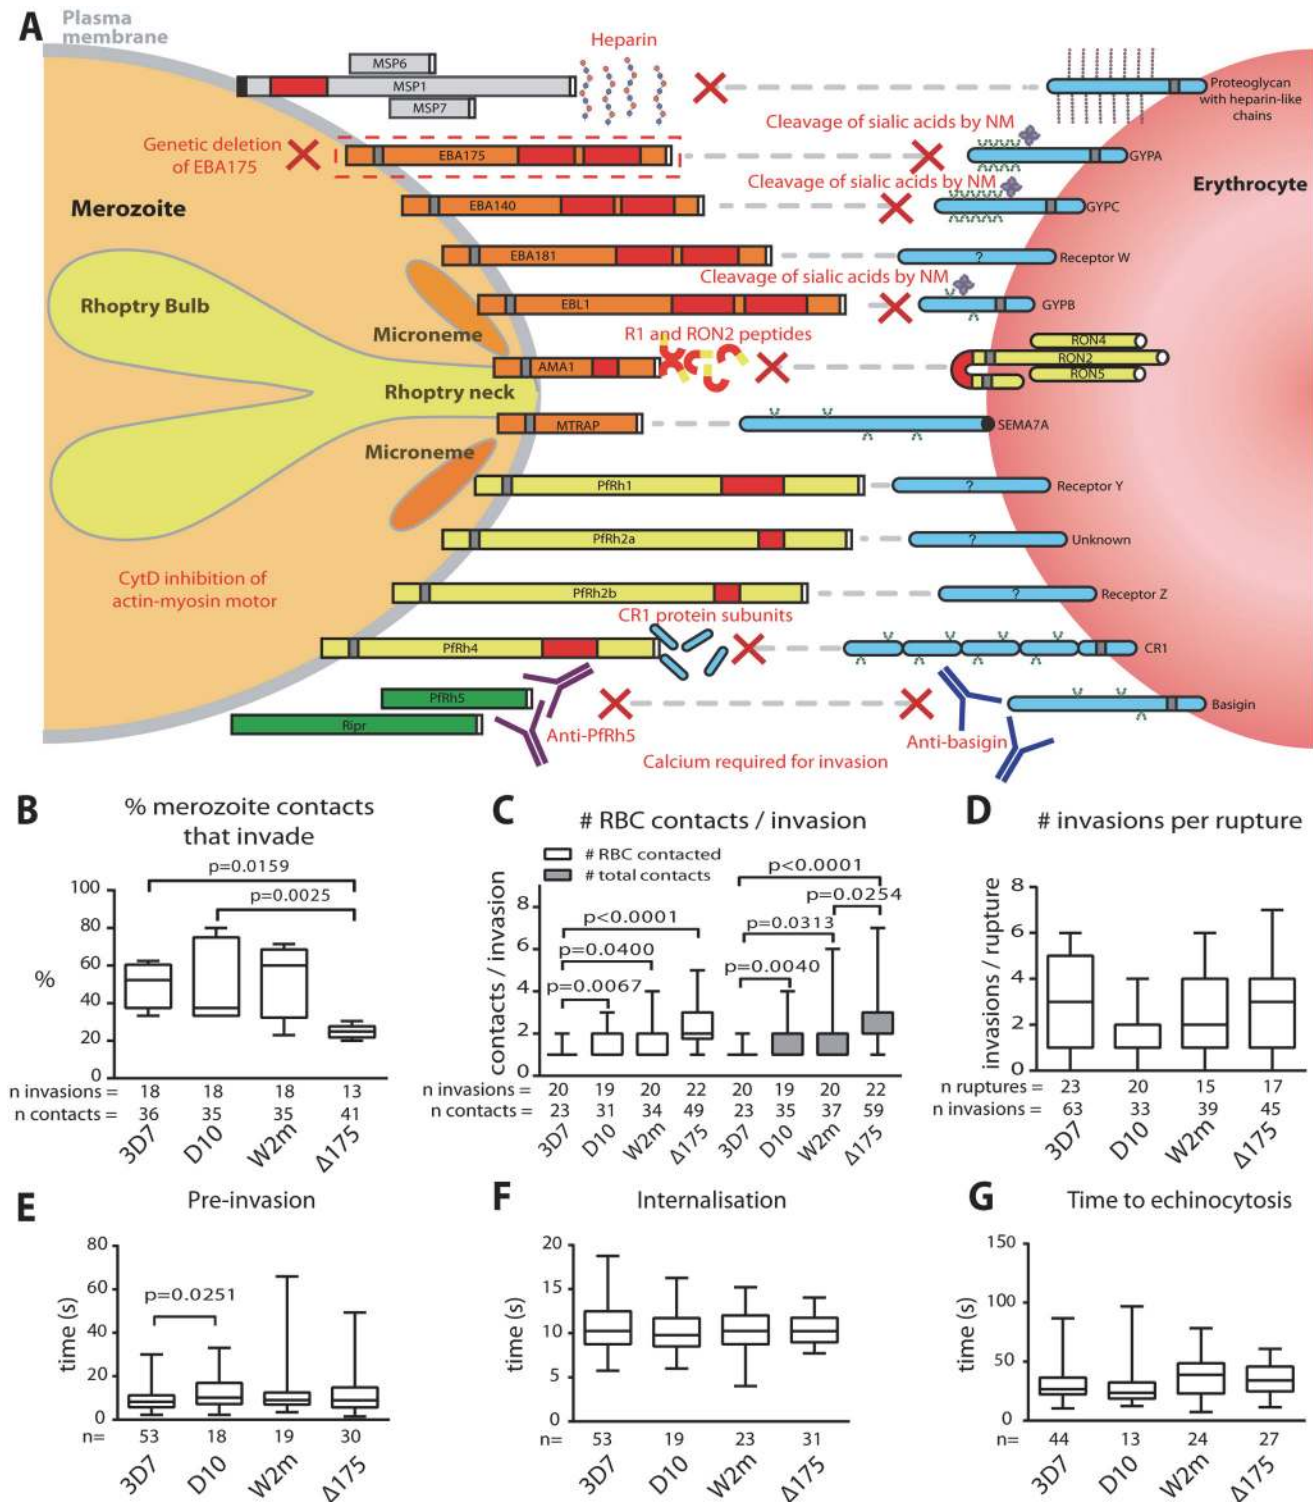 A
Plasma
membrane
MSP6
MSP1
MSP7
Heparin
Proteoglycan
with heparin-like
chains
Genetic deletion
of EBA175
EBA175
Cleavage of sialic acids by NM
GYPA
Merozoite
EBA140
Cleavage of sialic acids by NM
GYPC
Erythrocyte
EBA181
?
Receptor W
Cleavage of sialic acids by NM
Rhoptry Bulb
EBL1
GYPB
Microneme
R1 and RON2 peptides
RON4
RON2
RON5
AMA1
Rhoptry neck
MTRAP
SEMA7A
Microneme
PfRh1
?
Receptor Y
PfRh2a
?
Unknown
CytD inhibition of
actin-myosin motor
PfRh2b
?
Receptor Z
CR1 protein subunits
PfRh4
CR1
PfRh5
Ripr
Anti-PfRh5
Anti-basigin
Basigin
Calcium required for invasion
B
% merozoite contacts
that invade
p=0.0159
p=0.0025
100
80
60
40
20
0
%
n invasions = 18 18 18 13
n contacts = 36 35 35 41
3D7 D10 W2m Δ175
C
# RBC contacts / invasion
# RBC contacted
# total contacts
p<0.0001
p=0.0254
p<0.0001
p=0.0313
p=0.0400
p=0.0040
p=0.0067
8
6
4
2
0
contacts / invasion
n invasions = 20 19 20 22 20 19 20 22
n contacts = 23 31 34 49 23 35 37 59
3D7 D10 W2m Δ175 3D7 D10 W2m Δ175
D
# invasions per rupture
8
6
4
2
0
invasions / rupture
n ruptures = 23 20 15 17
n invasions = 63 33 39 45
3D7 D10 W2m Δ175
E
Pre-invasion
80
60
40
20
0
time (s)
p=0.0251
n= 53 18 19 30
3D7 D10 W2m Δ175
F
Internalisation
20
15
10
5
0
time (s)
n= 53 19 23 31
3D7 D10 W2m Δ175
G
Time to echinocytosis
150
100
50
0
time (s)
n= 44 13 24 27
3D7 D10 W2m Δ175